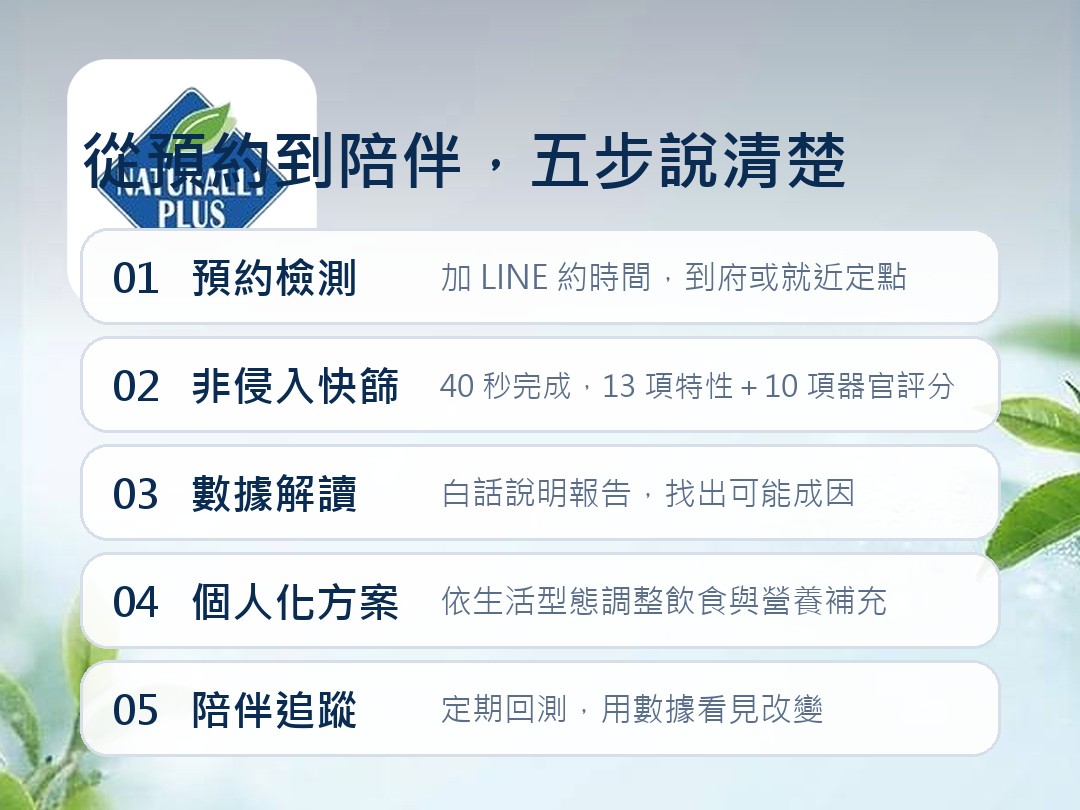 NATURALLY
PLUS
從預約到陪伴，五步說清楚
01 預約檢測 加 LINE 約時間，到府或就近定點
02 非侵入快篩 40 秒完成，13 項特性＋10 項器官評分
03 數據解讀 白話說明報告，找出可能成因
04 個人化方案 依生活型態調整飲食與營養補充
05 陪伴追蹤 定期回測，用數據看見改變